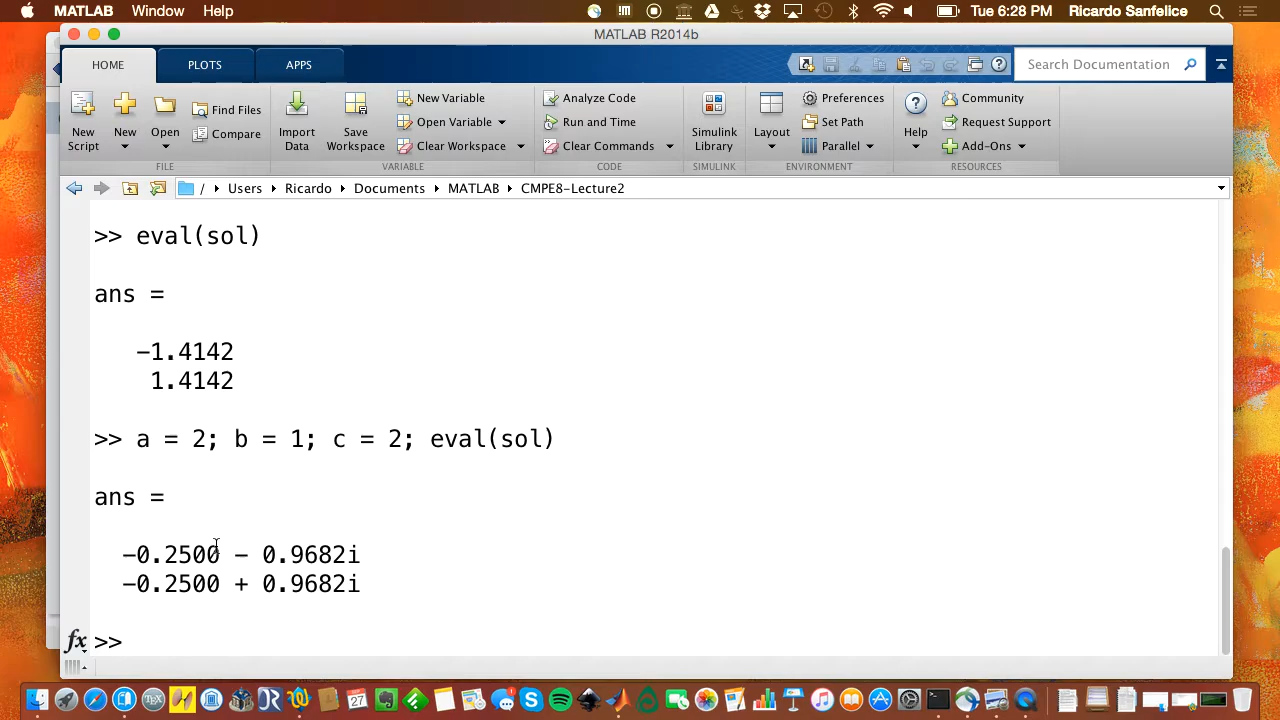 MATLAB Window Help Tue 6:28 PM Ricardo Sanfelice
MATLAB R2014b
HOME PLOTS APPS Search Documentation
New Script
New
Open
Find Files
Compare
FILE
Import Data
Save Workspace
New Variable
Open Variable
Clear Workspace
VARIABLE
Analyze Code
Run and Time
Clear Commands
CODE
Simulink Library
SIMULINK
Layout
Preferences
Set Path
Parallel
ENVIRONMENT
Help
Community
Request Support
Add-Ons
RESOURCES
/ Users Ricardo Documents MATLAB CMPE8-Lecture2
>> eval(sol)
ans =
-1.4142
1.4142
>> a = 2; b = 1; c = 2; eval(sol)
ans =
-0.2500 - 0.9682i
-0.2500 + 0.9682i
fx >>